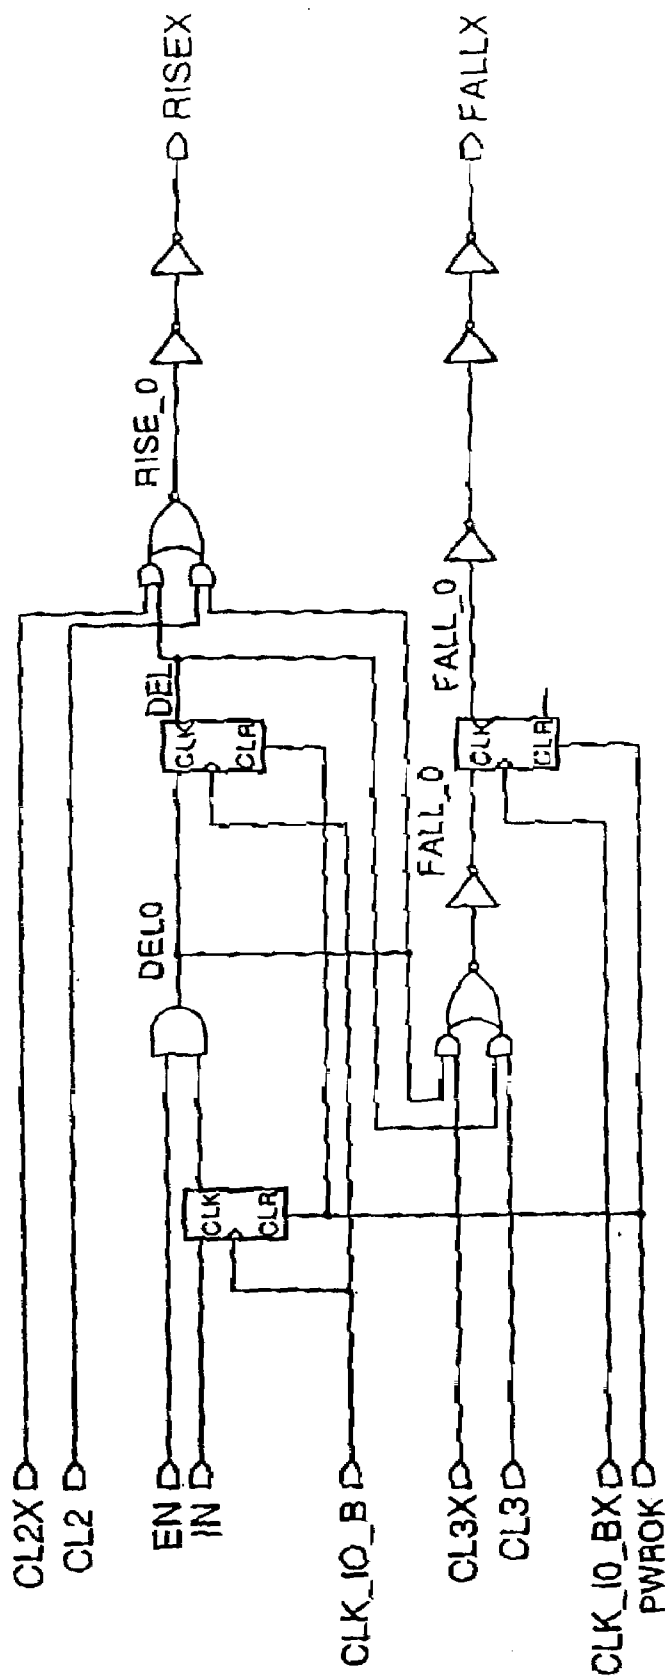 CL2X
CL2
EN
IN
CLK_IO_B
CL3X
CL3
CLK_IO_BX
PWROK
CLK
CLR
DEL0
CLK
CLR
DEL
RISE_0
RISEX
FALL_0
CLK
CLR
FALL_0
FALLX